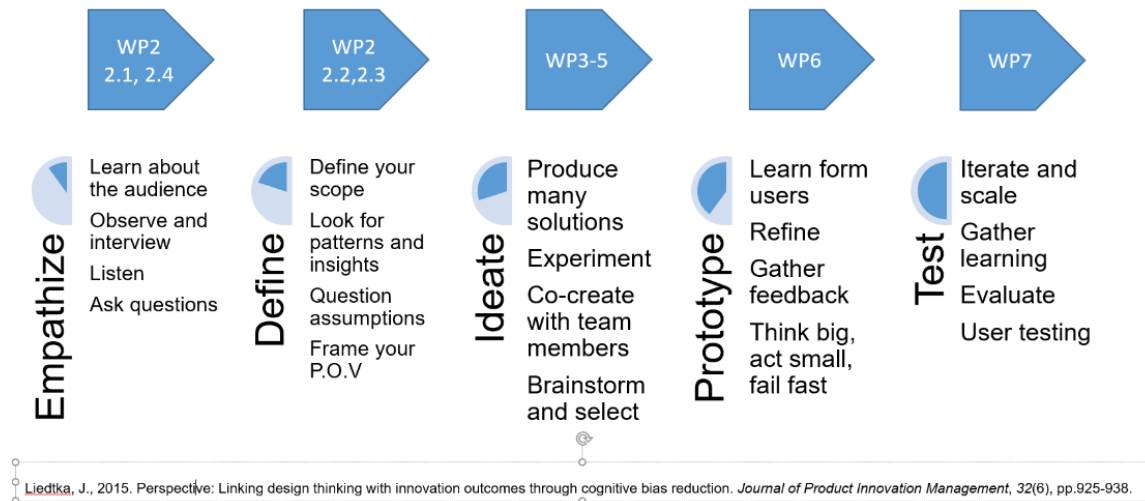 WP2
2.1, 2.4
WP2
2.2,2.3
WP3-5
WP6
WP7
Empathize
Learn about
the audience
Observe and
interview
Listen
Ask questions
Define
Define your
scope
Look for
patterns and
insights
Question
assumptions
Frame your
P.O.V
Ideate
Produce
many
solutions
Experiment
Co-create
with team
members
Brainstorm
and select
Prototype
Learn form
users
Refine
Gather
feedback
Think big,
act small,
fail fast
Test
Iterate and
scale
Gather
learning
Evaluate
User testing
Liedtka, J., 2015. Perspective: Linking design thinking with innovation outcomes through cognitive bias reduction. Journal of Product Innovation Management, 32(6), pp.925-938.